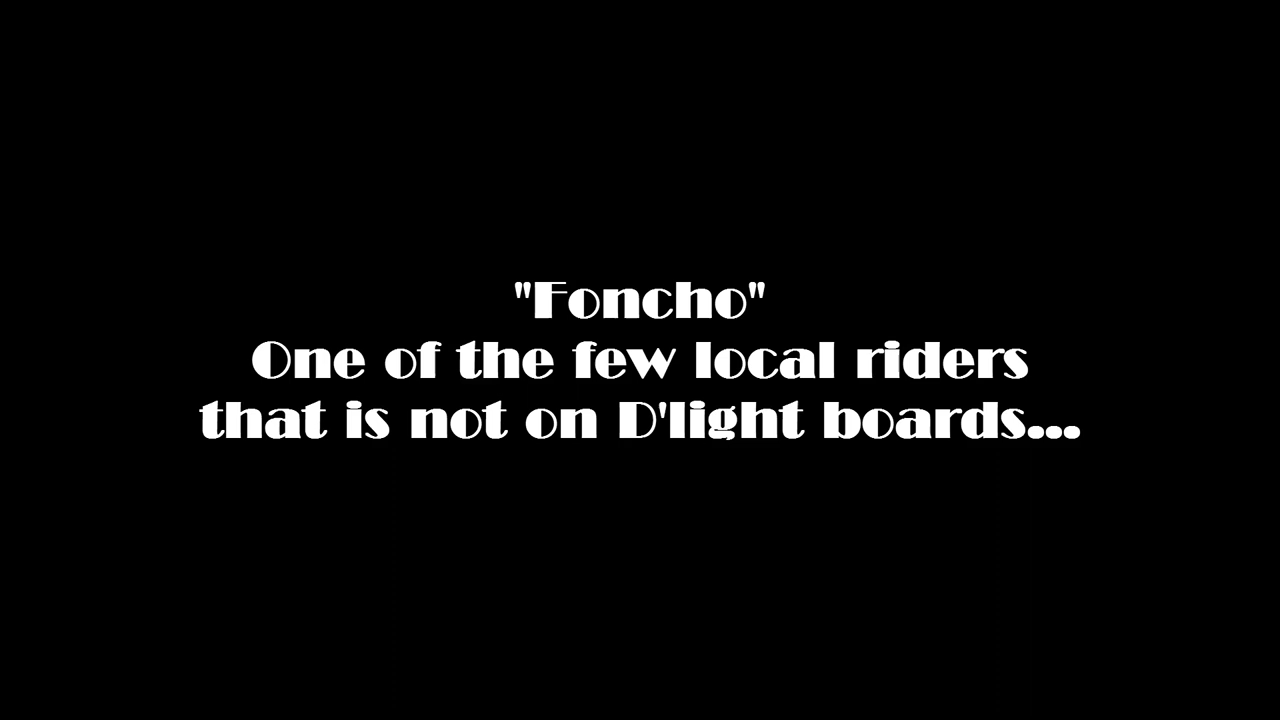 "Foncho"
One of the few local riders
that is not on D'light boards...